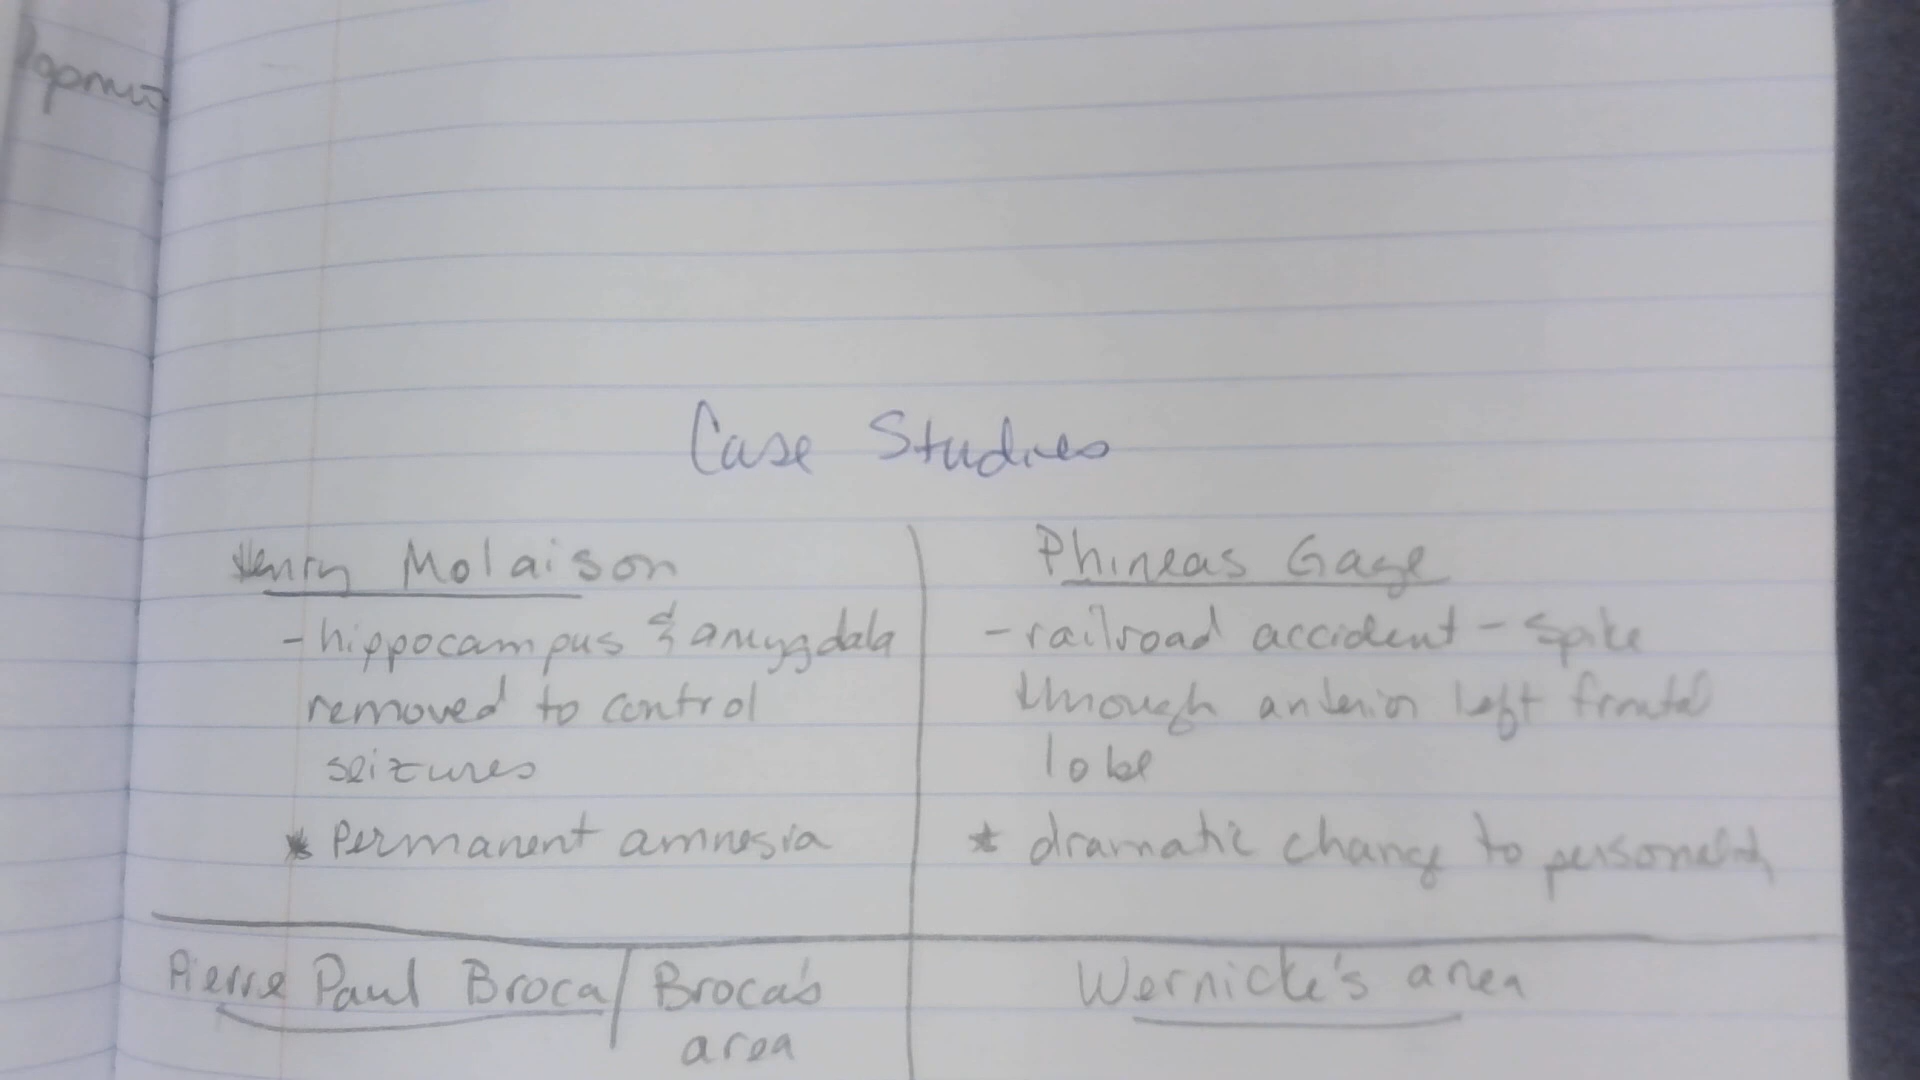 Case Studies
Henry Molaison
- hippocampus & amygdala
removed to control
seizures
* Permanent amnesia
Phineas Gage
- railroad accident - spike
through anterior left frontal
lobe
* dramatic change to personality
Pierre Paul Broca / Broca's
area
Wernicke's area